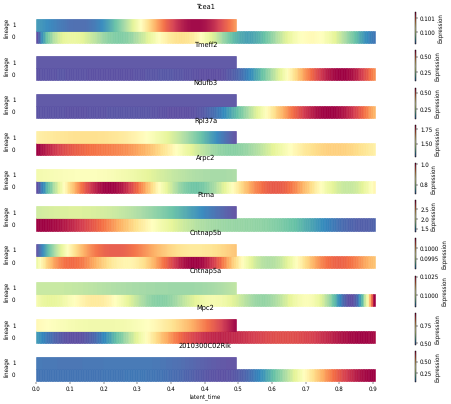 Tcea1
lineage 1 0 0.101 0.100 Expression
Tmeff2
lineage 1 0 0.50 0.25 Expression
Ndufb3
lineage 1 0 0.50 0.25 Expression
Rpl37a
lineage 1 0 1.75 1.50 Expression
Arpc2
lineage 1 0 1.0 0.8 Expression
Ptma
lineage 1 0 2.5 2.0 1.5 Expression
Cntnap5b
lineage 1 0 0.1000 0.0995 Expression
Cntnap5a
lineage 1 0 0.1025 0.1000 Expression
Mpc2
lineage 1 0 0.75 0.50 Expression
2010300C02Rik
lineage 1 0 0.50 0.25 Expression
0.0 0.1 0.2 0.3 0.4 0.5 0.6 0.7 0.8 0.9
latent_time